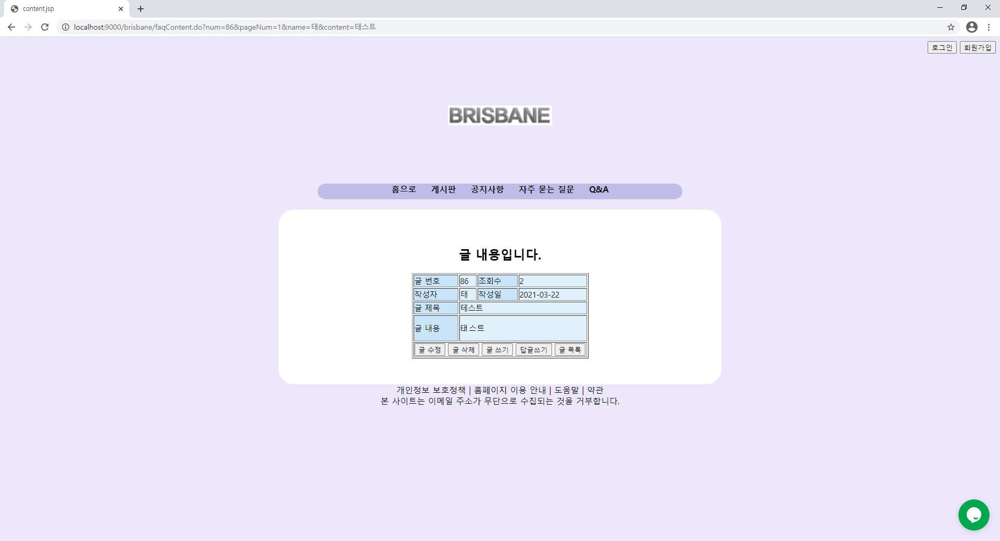 content.jsp
localhost:9000/brisbane/faqContent.do?num=86&pageNum=1&name=태&content=태스트
로그인 회원가입
BRISBANE
홈으로 게시판 공지사항 자주 묻는 질문 Q&A
글 내용입니다.
글 번호 86 조회수 2
작성자 태 작성일 2021-03-22
글 제목 테스트
글 내용 태스트
글 수정 글 삭제 글 쓰기 답글쓰기 글 목록
개인정보 보호정책 | 홈페이지 이용 안내 | 도움말 | 약관
본 사이트는 이메일 주소가 무단으로 수집되는 것을 거부합니다.